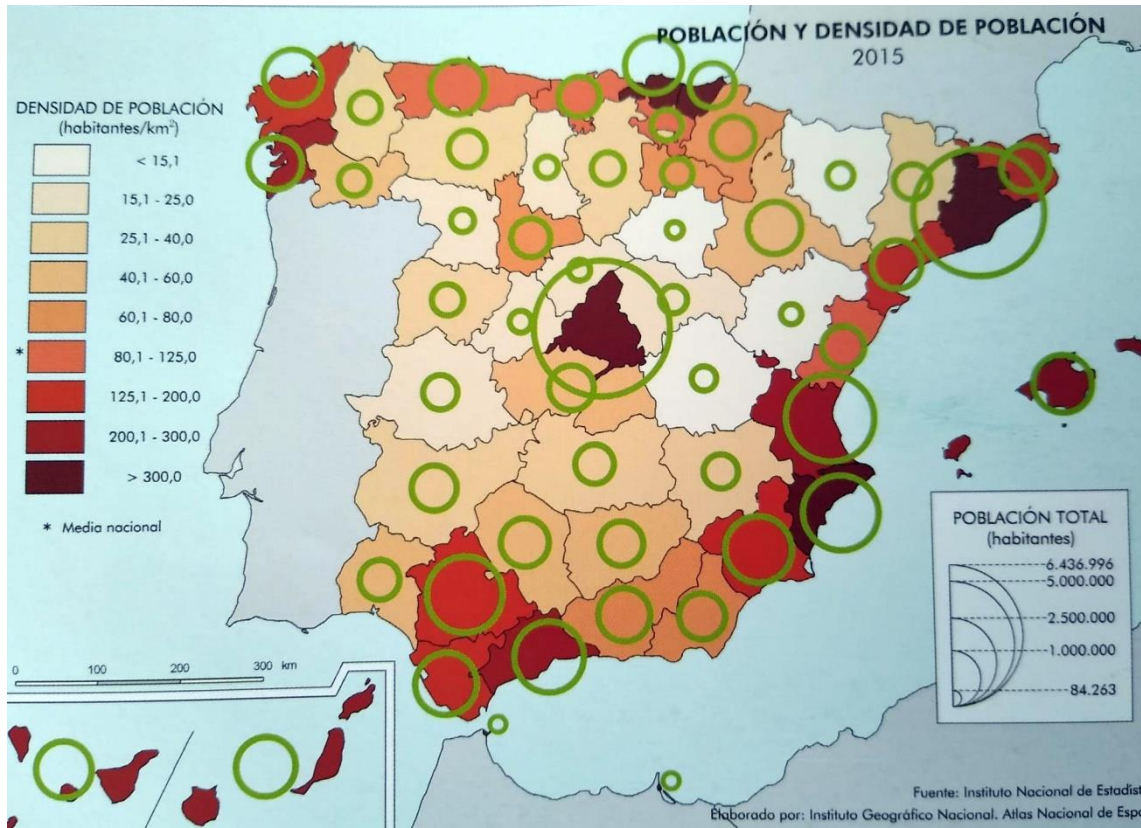 POBLACIÓN Y DENSIDAD DE POBLACIÓN
2015
DENSIDAD DE POBLACIÓN
(habitantes/km²)
< 15,1
15,1 - 25,0
25,1 - 40,0
40,1 - 60,0
60,1 - 80,0
* 80,1 - 125,0
125,1 - 200,0
200,1 - 300,0
> 300,0
* Media nacional
POBLACIÓN TOTAL
(habitantes)
6.436.996
5.000.000
2.500.000
1.000.000
84.263
0 100 200 300 km
Fuente: Instituto Nacional de Estadíst
Elaborado por: Instituto Geográfico Nacional. Atlas Nacional de Espa